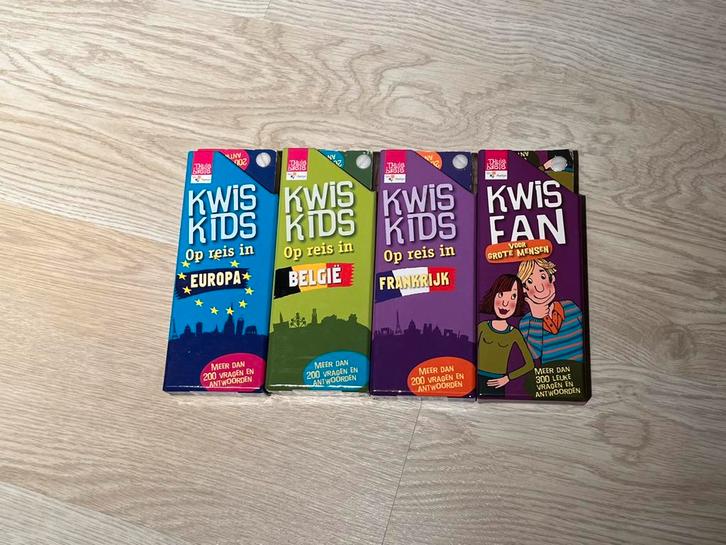 KWIS
KIDS
Op reis in
EUROPA
MEER DAN
200 VRAGEN EN
ANTWOORDEN
KWIS
KIDS
Op reis in
BELGIË
MEER DAN
200 VRAGEN EN
ANTWOORDEN
KWIS
KIDS
Op reis in
FRANKRIJK
MEER DAN
200 VRAGEN EN
ANTWOORDEN
KWIS
FAN
VOOR
GROTE MENSEN
MEER DAN
300 LEUKE
VRAGEN EN
ANTWOORDEN